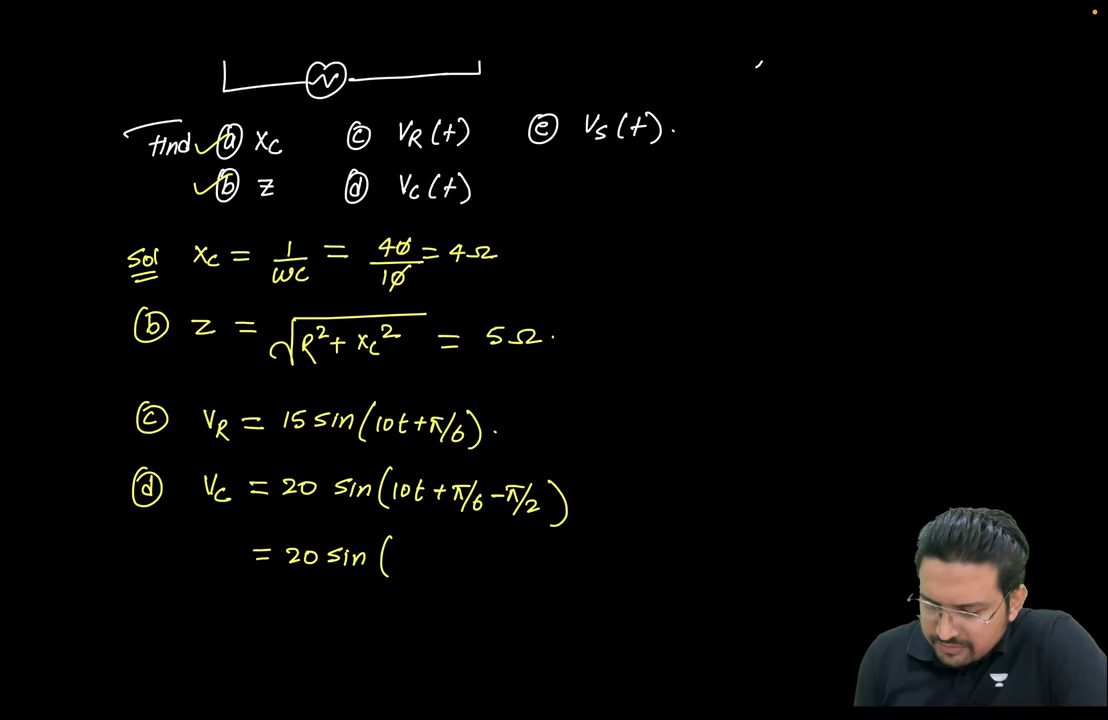 Find ✓ⓐ Xc ⓒ VR(t) ⓔ Vs(t).
✓ⓑ Z ⓓ Vc(t)
Sol Xc = 1/ωC = 40/10 = 4Ω
ⓑ Z = √(R² + Xc²) = 5Ω.
ⓒ VR = 15 sin(10t + π/6).
ⓓ Vc = 20 sin(10t + π/6 - π/2)
= 20 sin (